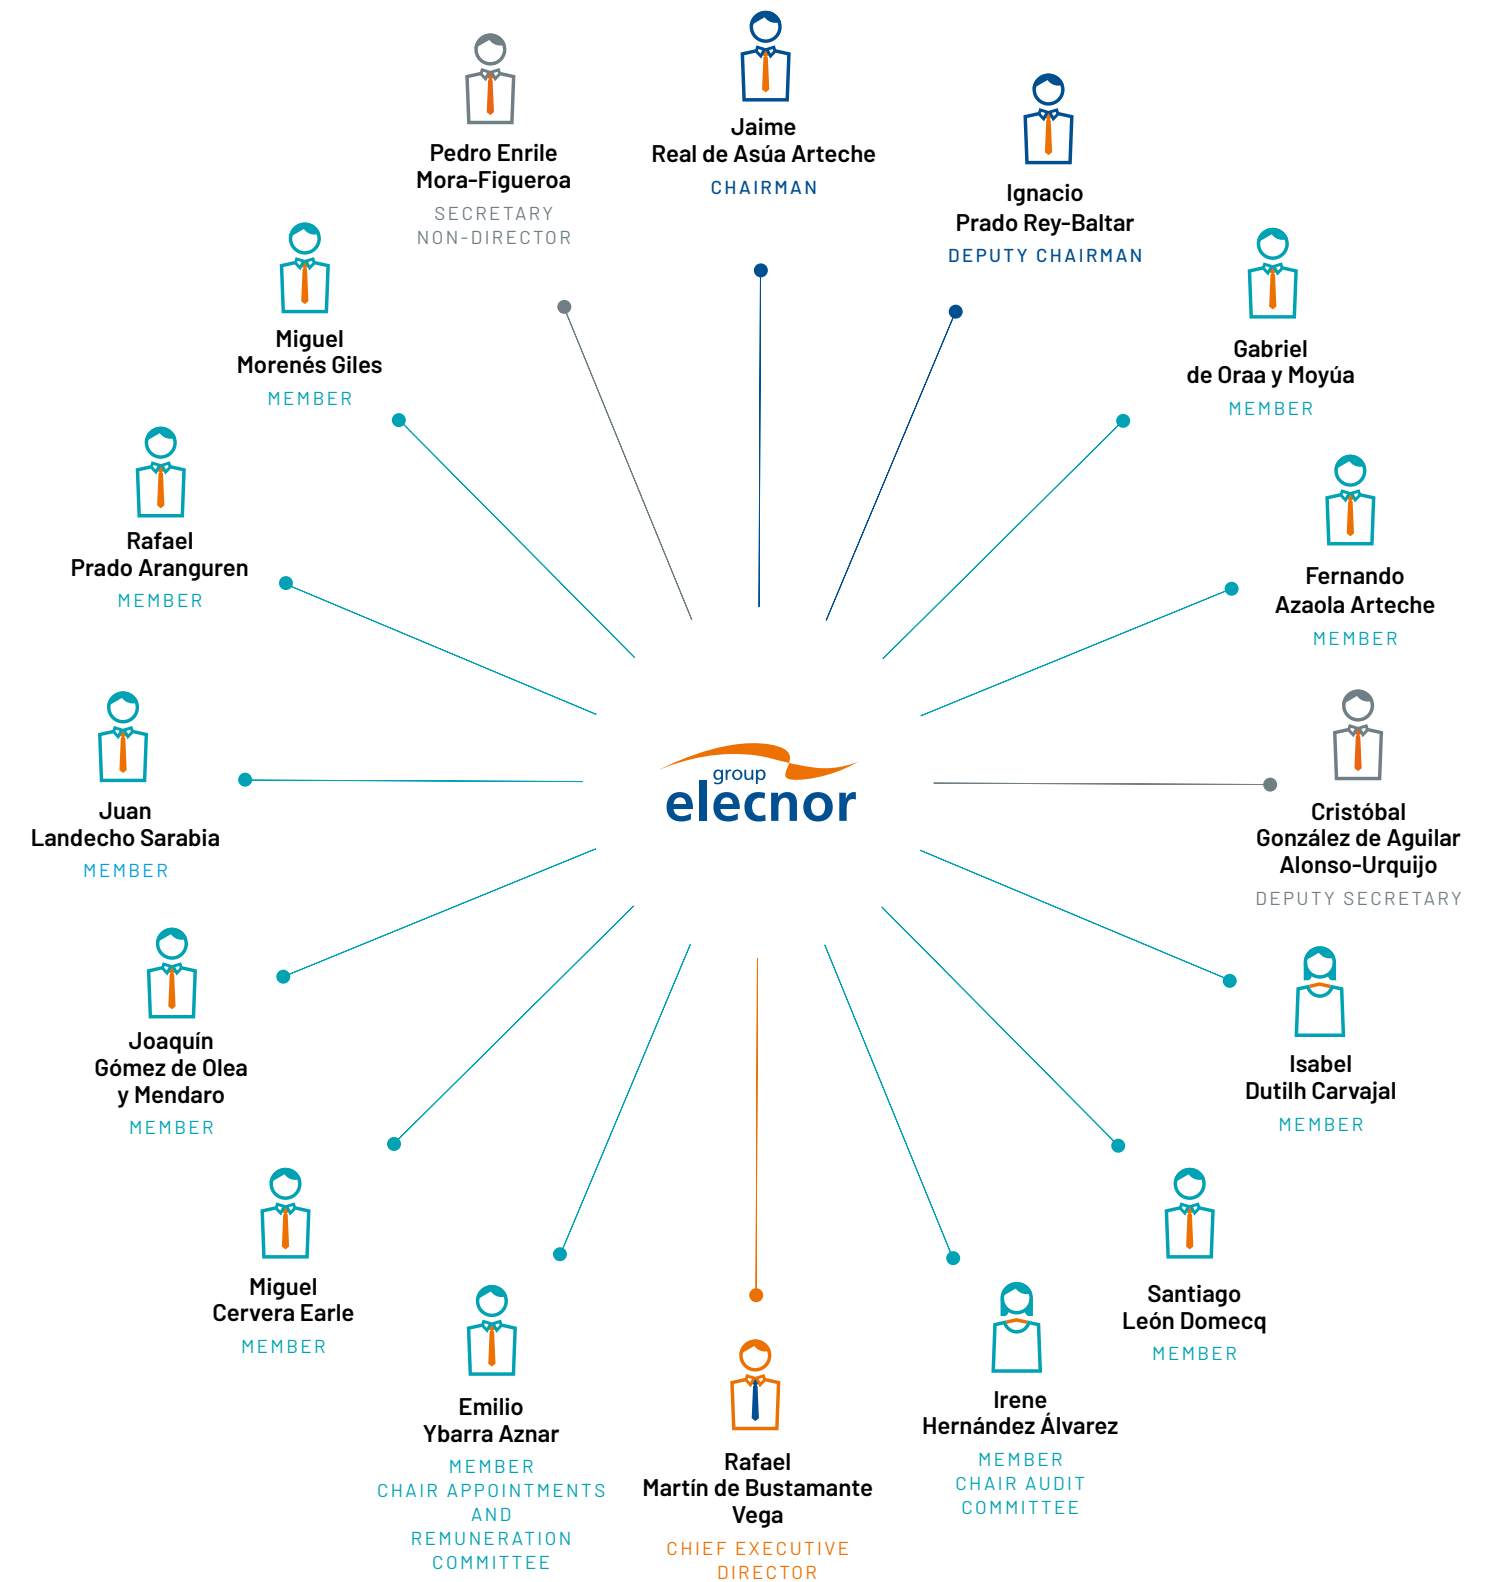 Jaime
Real de Asúa Arteche
CHAIRMAN
Ignacio
Prado Rey-Baltar
DEPUTY CHAIRMAN
Gabriel
de Oraa y Moyúa
MEMBER
Fernando
Azaola Arteche
MEMBER
Cristóbal
González de Aguilar
Alonso-Urquijo
DEPUTY SECRETARY
Isabel
Dutilh Carvajal
MEMBER
Santiago
León Domecq
MEMBER
Irene
Hernández Álvarez
MEMBER
CHAIR AUDIT
COMMITTEE
Rafael
Martín de Bustamante
Vega
CHIEF EXECUTIVE
DIRECTOR
Emilio
Ybarra Aznar
MEMBER
CHAIR APPOINTMENTS
AND
REMUNERATION
COMMITTEE
Miguel
Cervera Earle
MEMBER
Joaquín
Gómez de Olea
y Mendaro
MEMBER
Juan
Landecho Sarabia
MEMBER
Rafael
Prado Aranguren
MEMBER
Miguel
Morenés Giles
MEMBER
Pedro Enrile
Mora-Figueroa
SECRETARY
NON-DIRECTOR
group
elecnor